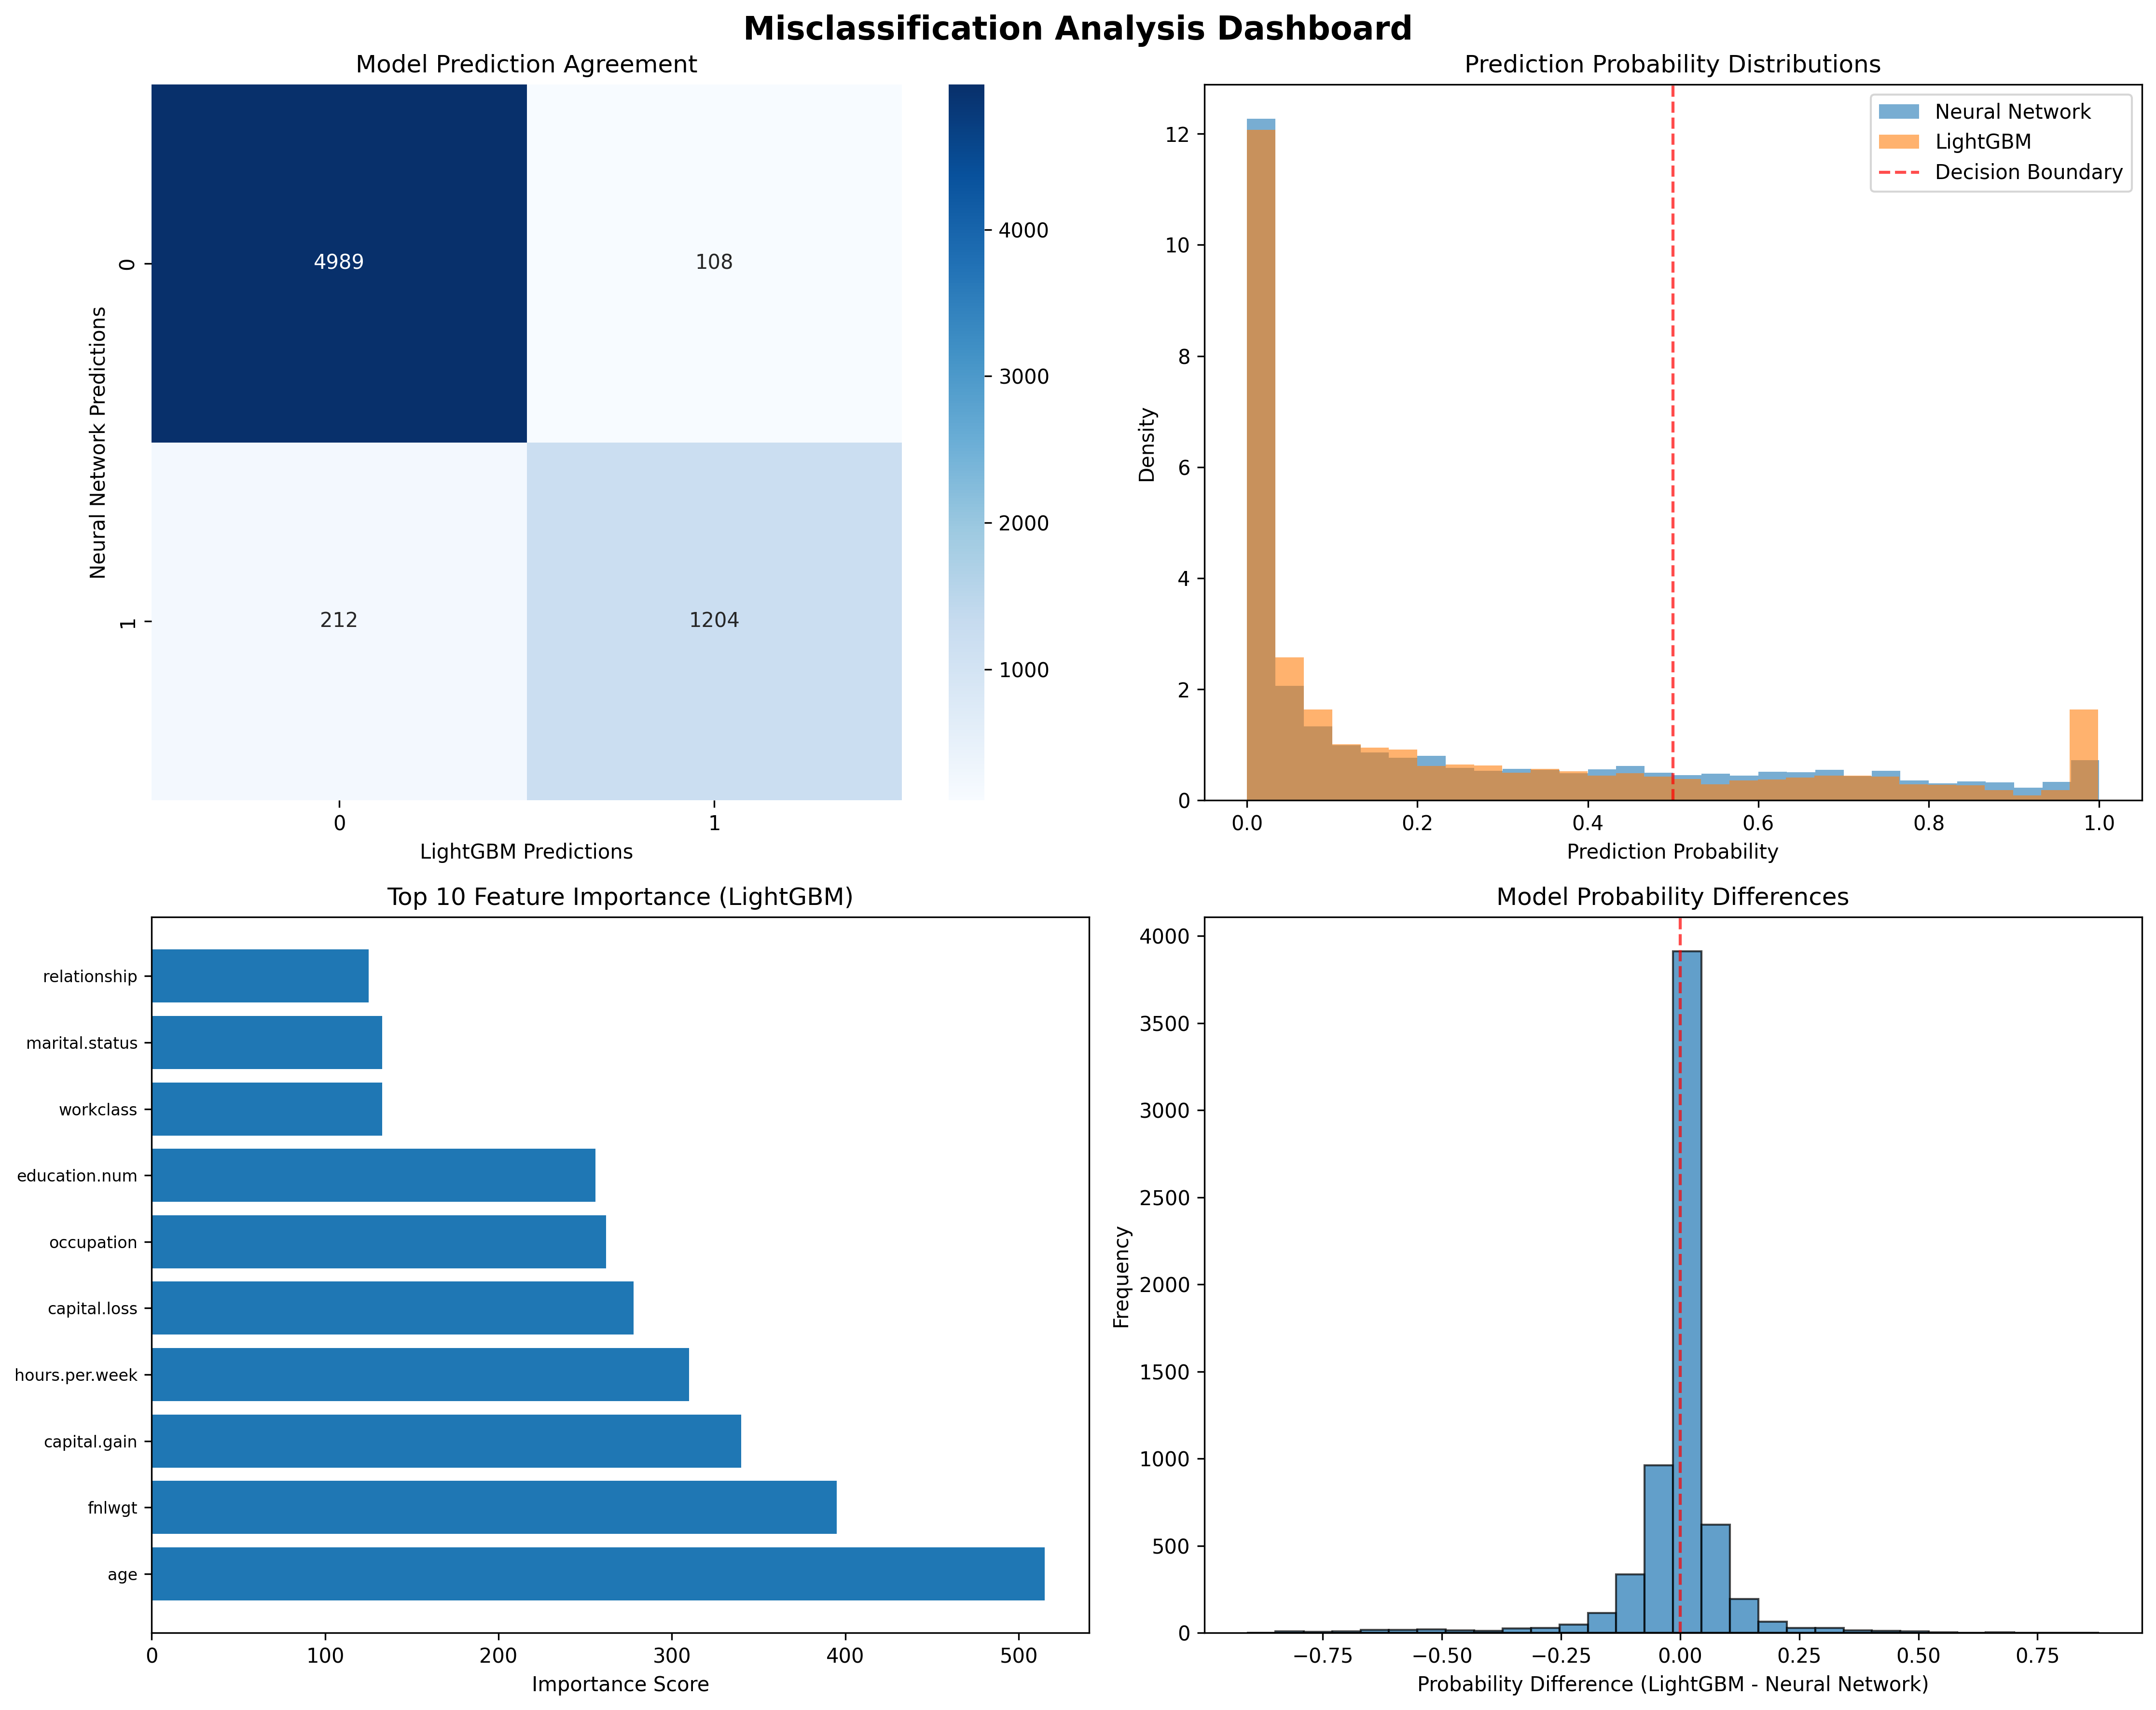 Misclassification Analysis Dashboard
Model Prediction Agreement
Neural Network Predictions
0
1
4989
108
212
1204
0
1
LightGBM Predictions
4000
3000
2000
1000
Prediction Probability Distributions
Neural Network
LightGBM
Decision Boundary
Density
12
10
8
6
4
2
0
0.0
0.2
0.4
0.6
0.8
1.0
Prediction Probability
Top 10 Feature Importance (LightGBM)
relationship
marital.status
workclass
education.num
occupation
capital.loss
hours.per.week
capital.gain
fnlwgt
age
0
100
200
300
400
500
Importance Score
Model Probability Differences
Frequency
4000
3500
3000
2500
2000
1500
1000
500
0
−0.75
−0.50
−0.25
0.00
0.25
0.50
0.75
Probability Difference (LightGBM - Neural Network)